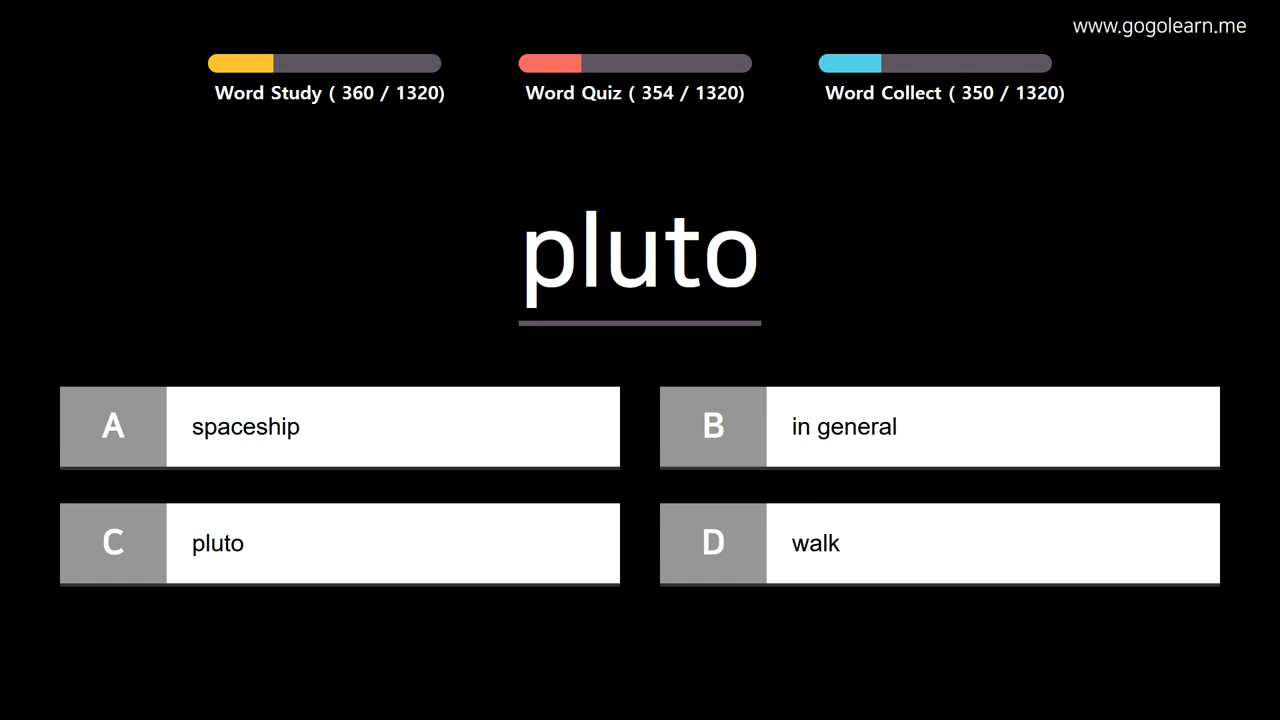 www.gogolearn.me
Word Study ( 360 / 1320)
Word Quiz ( 354 / 1320)
Word Collect ( 350 / 1320)
pluto
A spaceship
B in general
C pluto
D walk